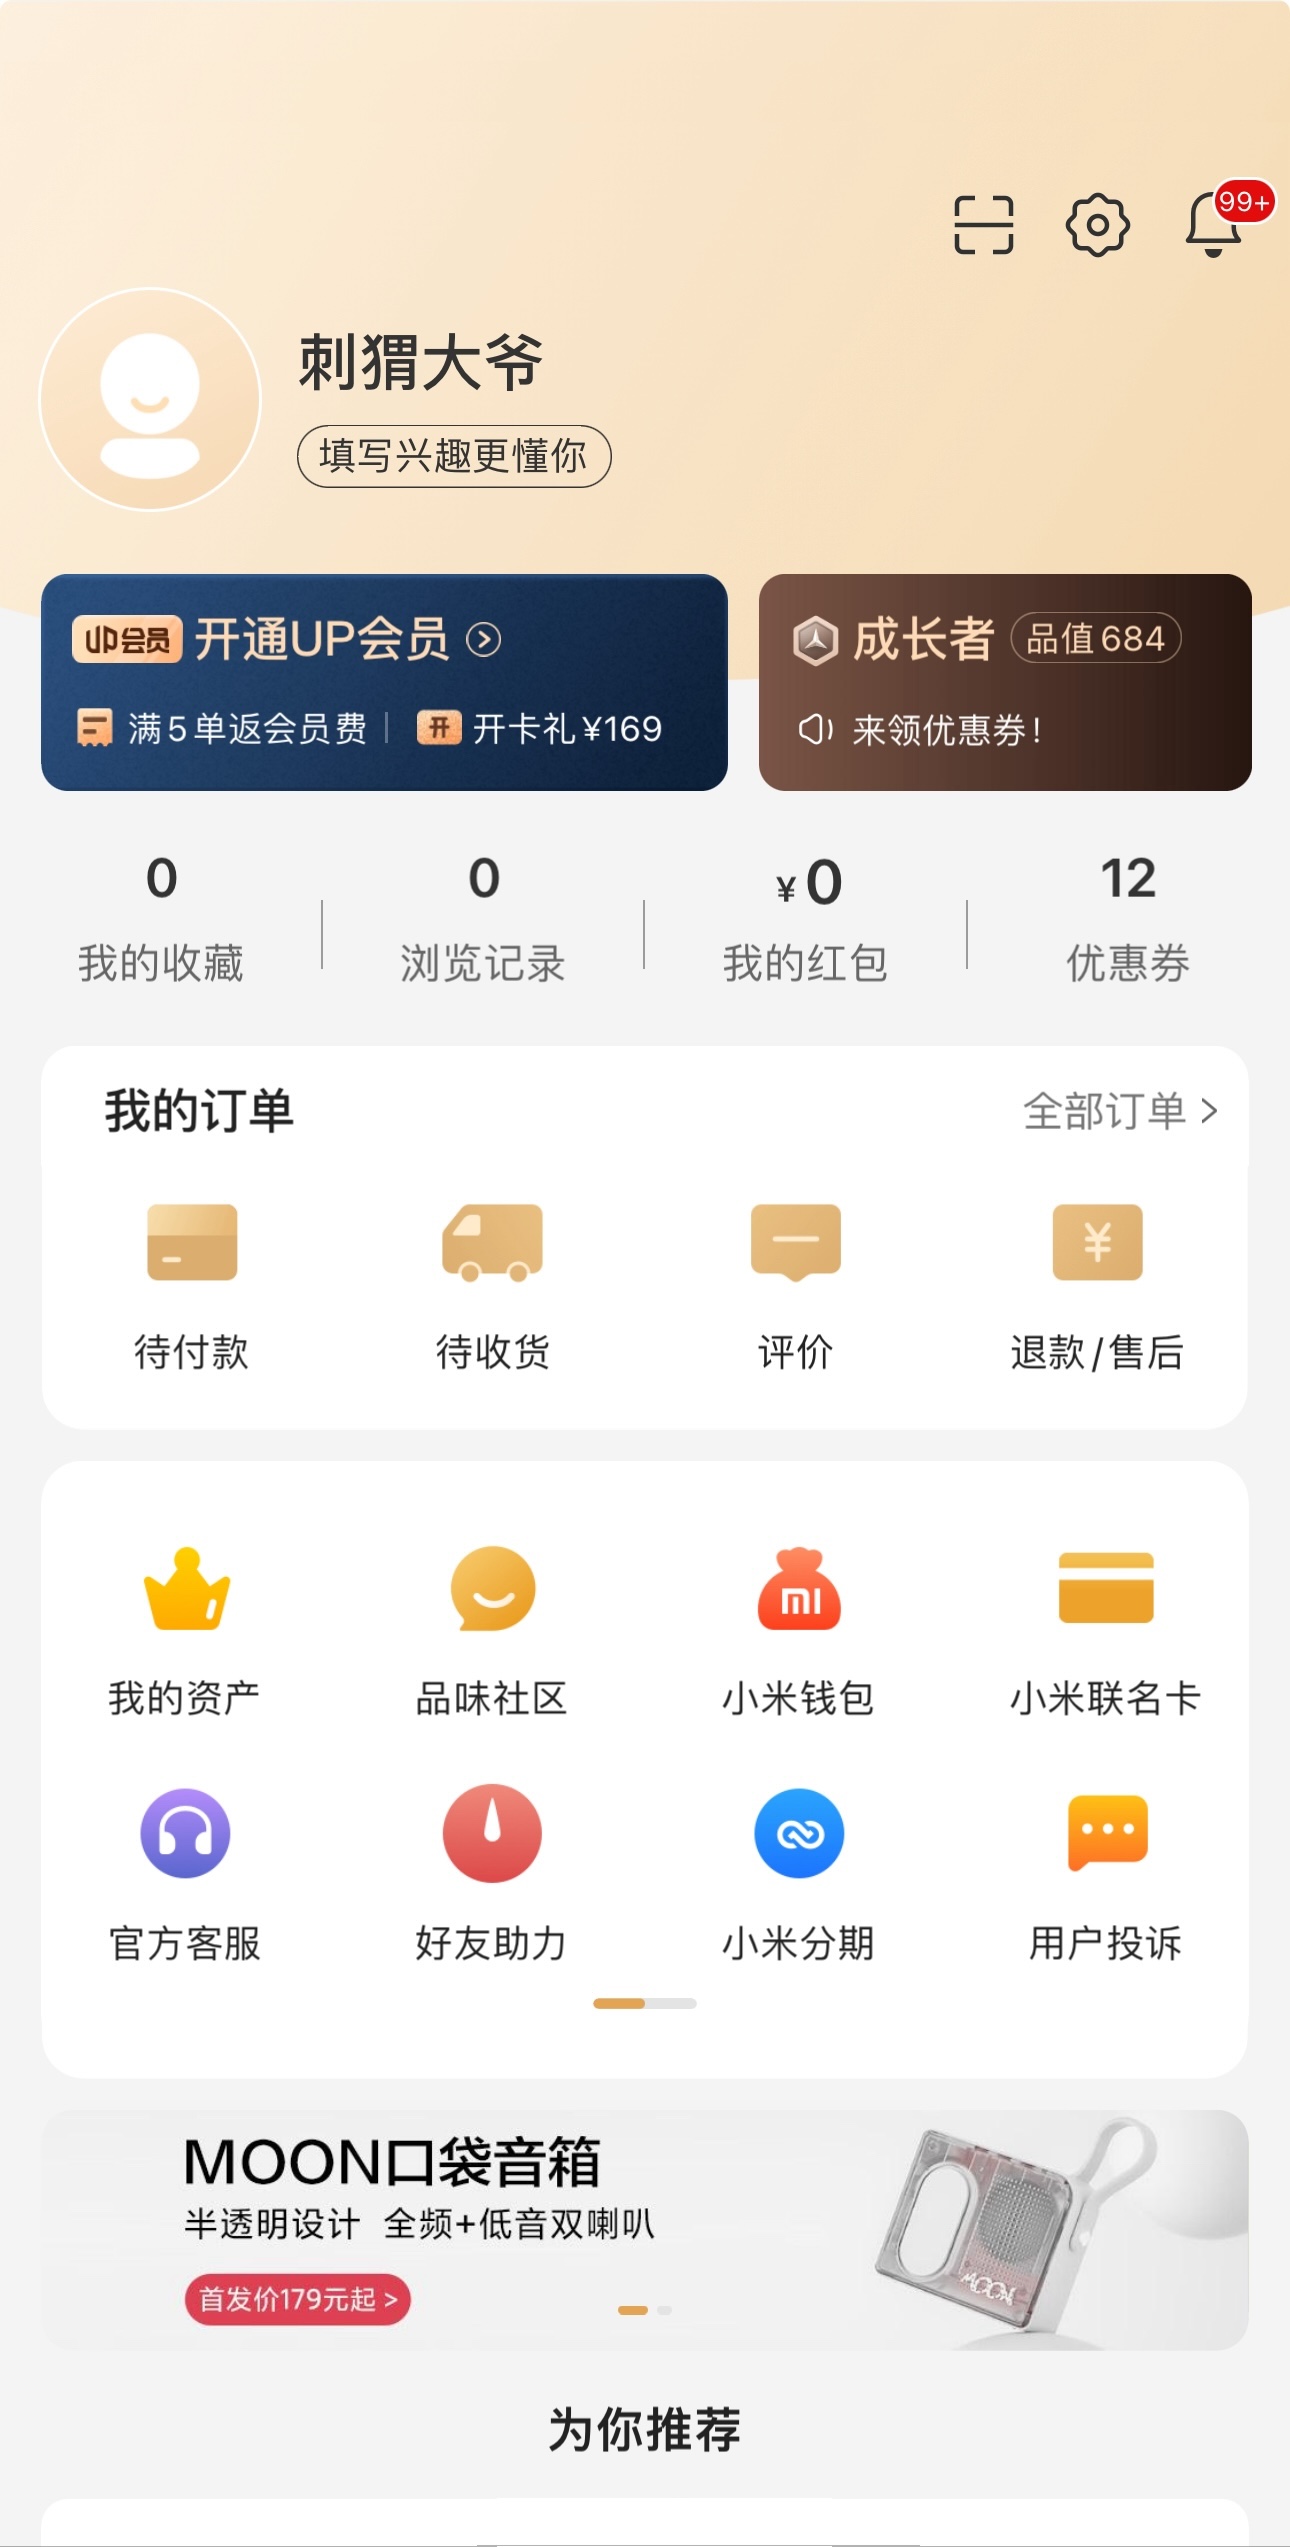 99+
刺猬大爷
填写兴趣更懂你
UP会员 开通UP会员
满5单返会员费 开 开卡礼¥169
成长者 品值684
来领优惠券!
0 0 ¥0 12
我的收藏 浏览记录 我的红包 优惠券
我的订单 全部订单
¥
待付款 待收货 评价 退款/售后
mi
我的资产 品味社区 小米钱包 小米联名卡
官方客服 好友助力 小米分期 用户投诉
MOON口袋音箱
半透明设计 全频+低音双喇叭
首发价179元起 >
MOON
为你推荐